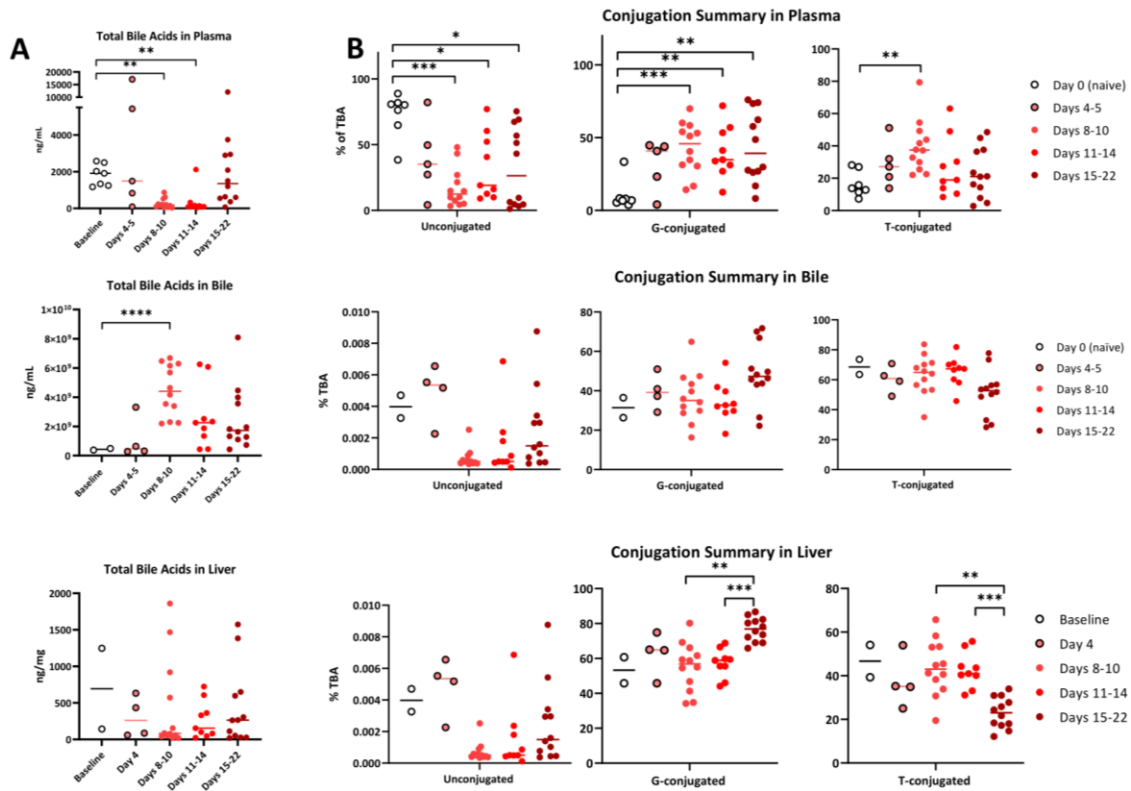 A
Total Bile Acids in Plasma
ng/mL
20000
15000
10000
4000
2000
0
**
**
Baseline
Days 4-5
Days 8-10
Days 11-14
Days 15-22
B
Conjugation Summary in Plasma
% of TBA
100
50
0
*
*
***
Unconjugated
100
50
0
**
**
***
G-conjugated
100
80
60
40
20
0
**
T-conjugated
Day 0 (naive)
Days 4-5
Days 8-10
Days 11-14
Days 15-22
Total Bile Acids in Bile
ng/mL
1×10¹⁰
8×10⁹
6×10⁹
4×10⁹
2×10⁹
0
****
Baseline
Days 4-5
Days 8-10
Days 11-14
Days 15-22
Conjugation Summary in Bile
% TBA
0.010
0.008
0.006
0.004
0.002
0.000
Unconjugated
100
80
60
40
20
0
G-conjugated
100
80
60
40
20
0
T-conjugated
Day 0 (naïve)
Days 4-5
Days 8-10
Days 11-14
Days 15-22
Total Bile Acids in Liver
ng/mg
2000
1500
1000
500
0
Baseline
Day 4
Days 8-10
Days 11-14
Days 15-22
Conjugation Summary in Liver
% TBA
0.010
0.008
0.006
0.004
0.002
0.000
Unconjugated
100
80
60
40
20
0
**
***
G-conjugated
80
60
40
20
0
**
***
T-conjugated
Baseline
Day 4
Days 8-10
Days 11-14
Days 15-22